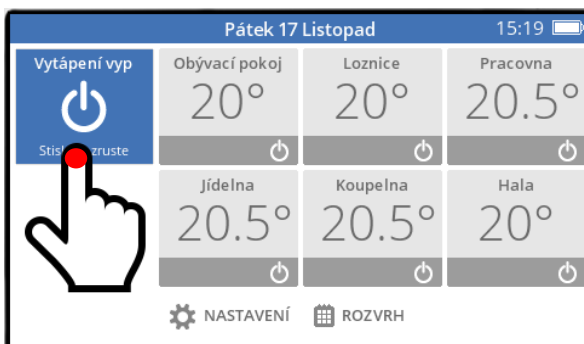 Pátek 17 Listopad 15:19
Vytápení vyp
Obývací pokoj Loznice Pracovna
20° 20° 20.5°
zruste
Jídelna Koupelna Hala
20.5° 20.5° 20°
NASTAVENÍ ROZVRH